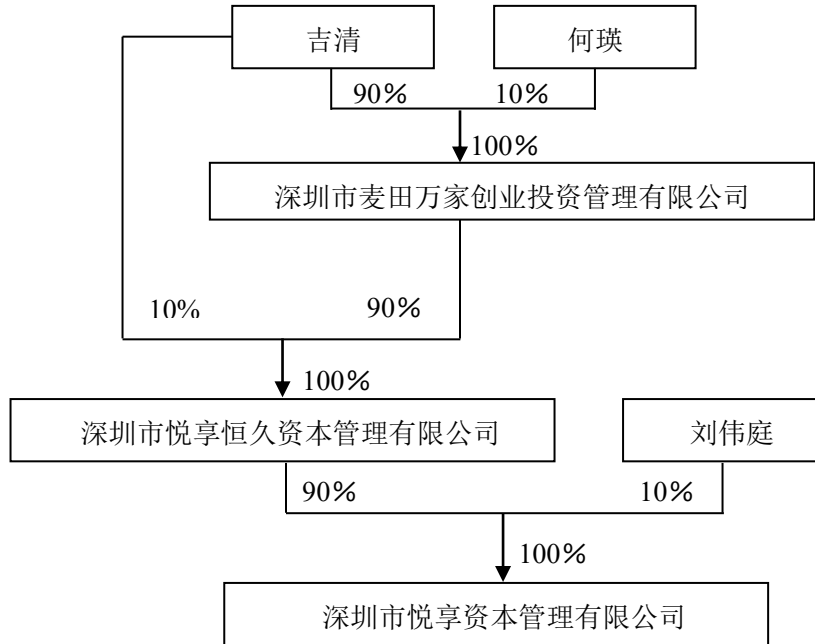 吉清
何瑛
90%
10%
100%
深圳市麦田万家创业投资管理有限公司
10%
90%
100%
深圳市悦享恒久资本管理有限公司
刘伟庭
90%
10%
100%
深圳市悦享资本管理有限公司